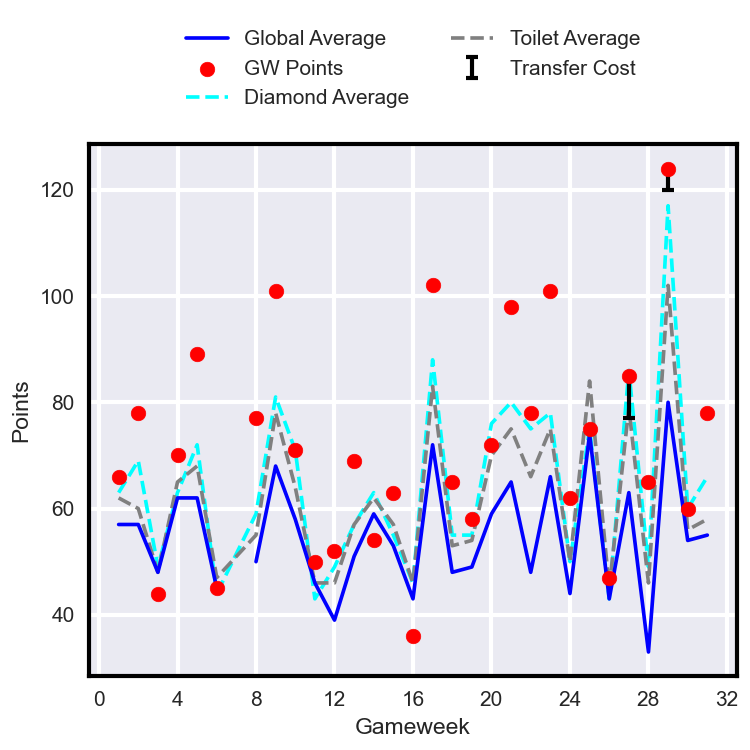 Global Average
GW Points
Diamond Average
Toilet Average
Transfer Cost
120
100
80
60
40
Points
0 4 8 12 16 20 24 28 32
Gameweek